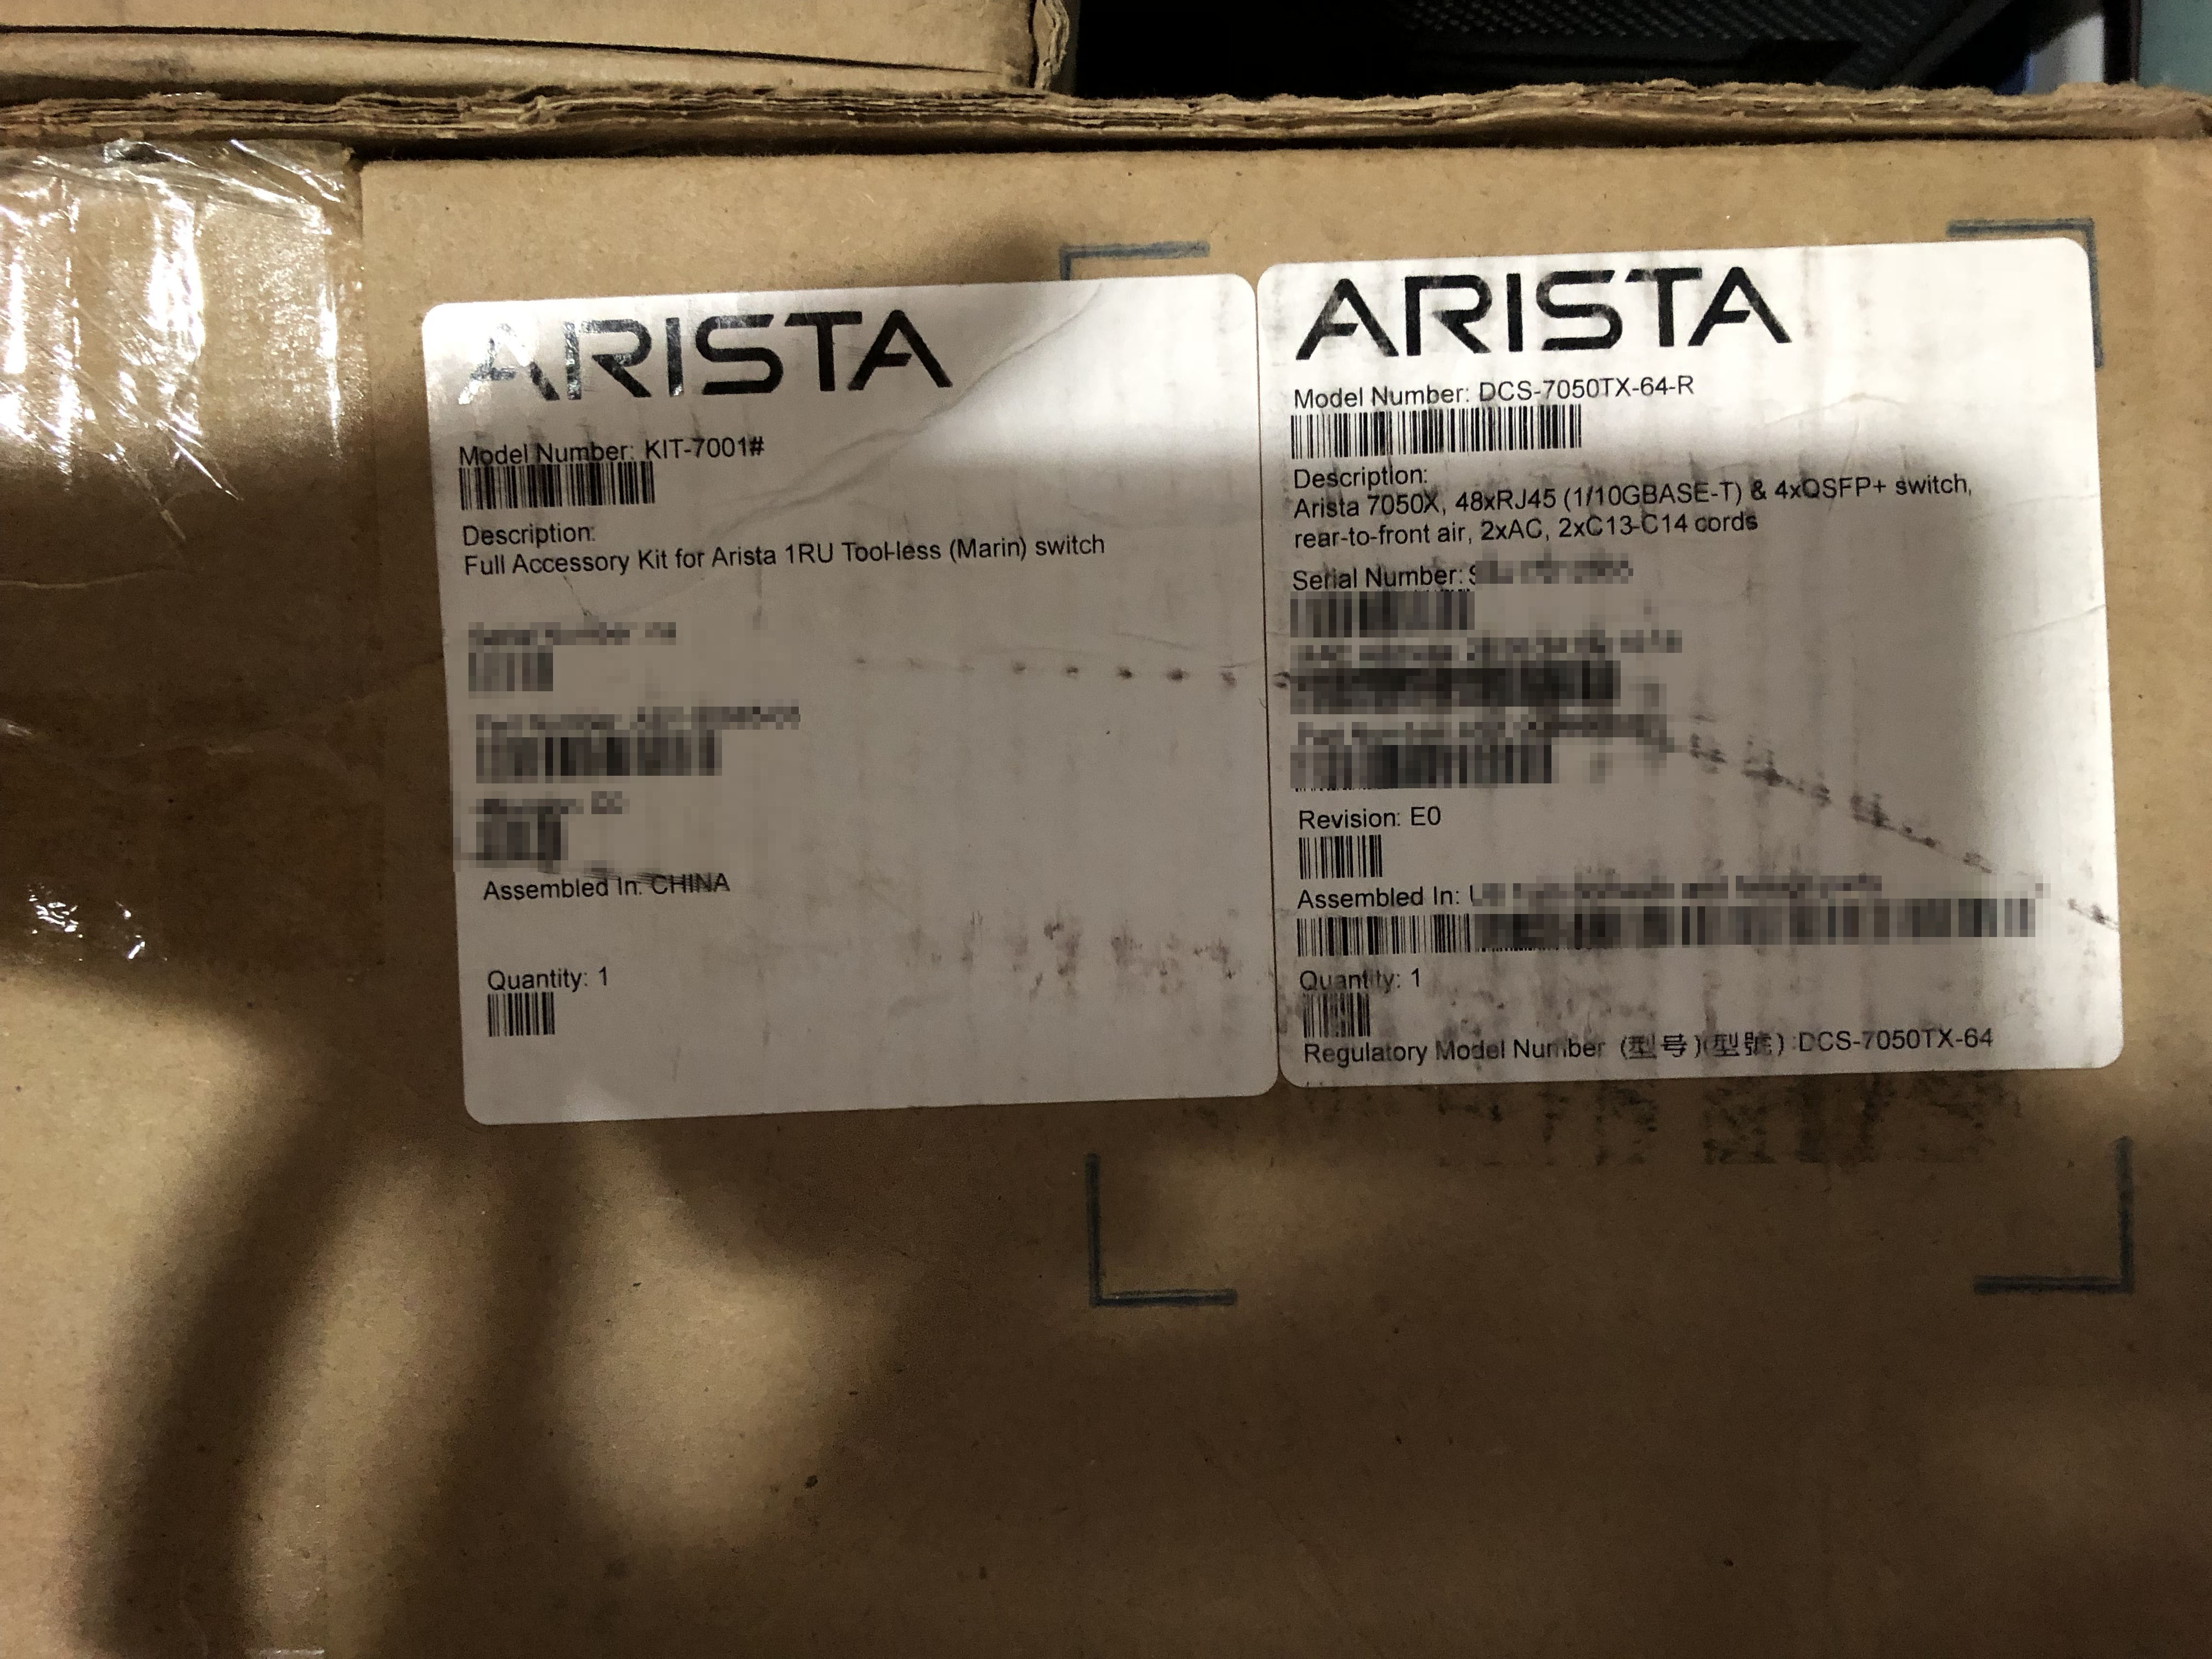 ARISTA
Model Number: KIT-7001#
Description:
Full Accessory Kit for Arista 1RU Tool-less (Marin) switch
Assembled In: CHINA
Quantity: 1
ARISTA
Model Number: DCS-7050TX-64-R
Description:
Arista 7050X, 48xRJ45 (1/10GBASE-T) & 4xQSFP+ switch,
rear-to-front air, 2xAC, 2xC13-C14 cords
Serial Number:
Revision: E0
Assembled In:
Quantity: 1
Regulatory Model Number (型号)(型號) :DCS-7050TX-64